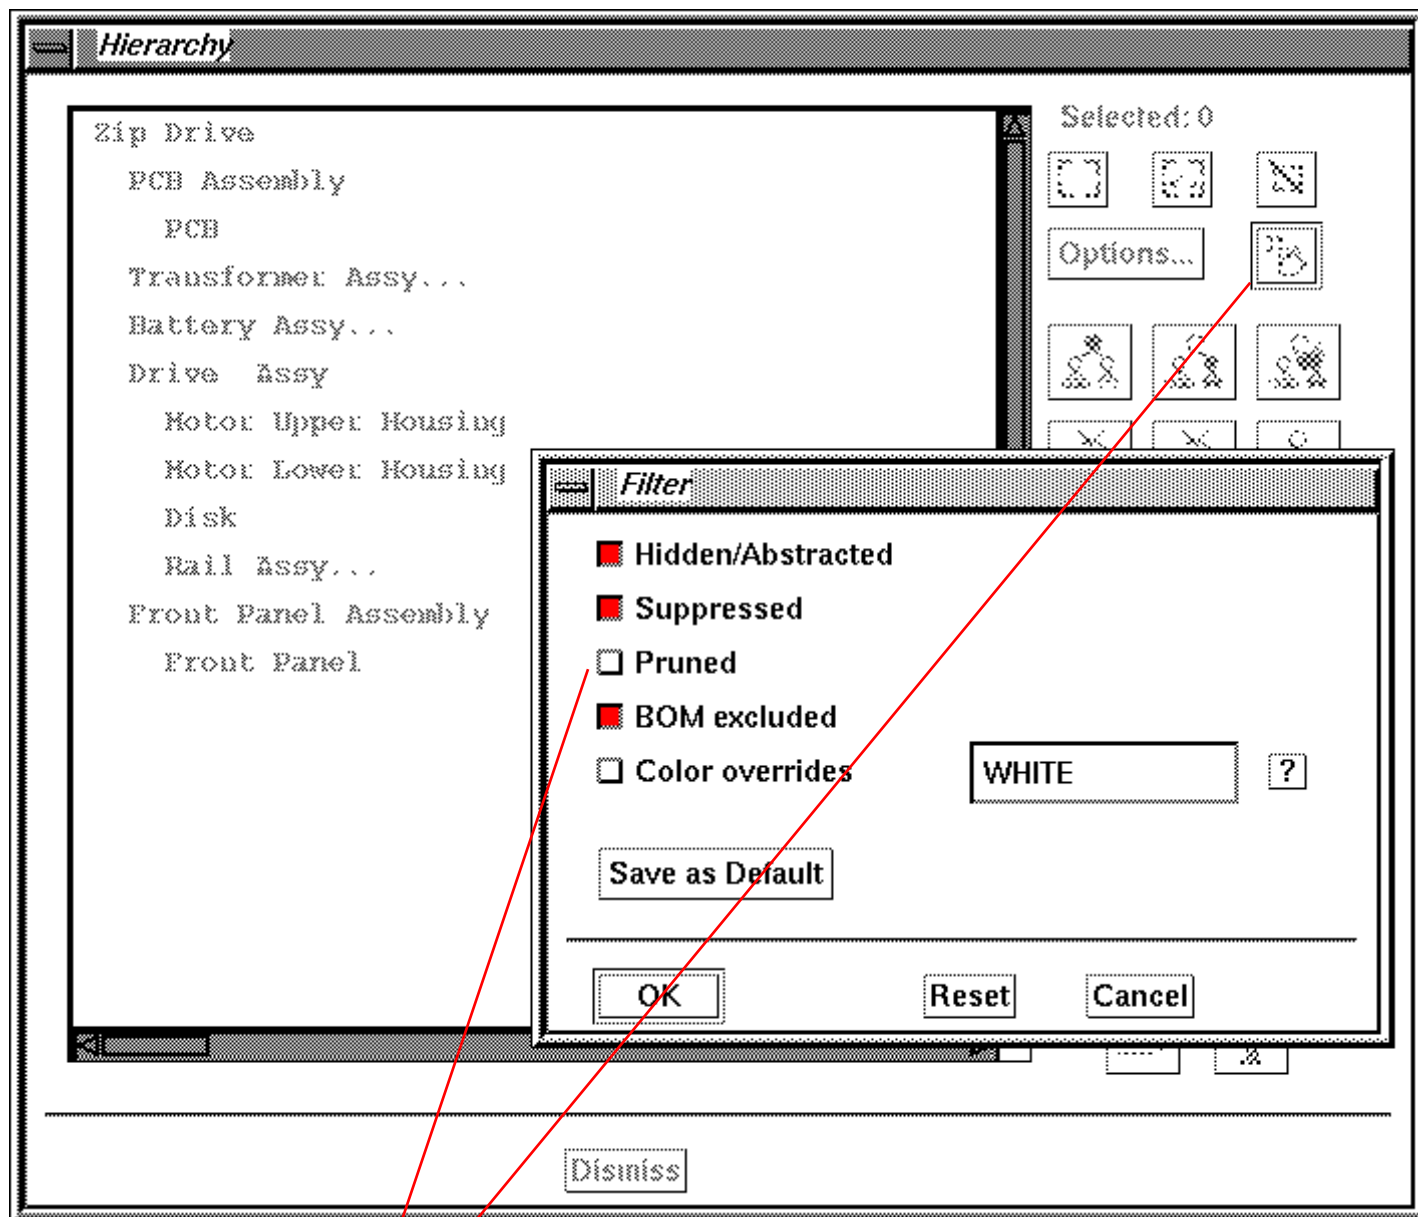 Hierarchy
Zip Drive
PCB Assembly
PCB
Transformer Assy...
Battery Assy...
Drive  Assy
Motor Upper Housing
Motor Lower Housing
Disk
Rail Assy...
Front Panel Assembly
Front Panel
Selected: 0
Options...
Filter
Hidden/Abstracted
Suppressed
Pruned
BOM excluded
Color overrides
WHITE
?
Save as Default
OK
Reset
Cancel
Dismiss